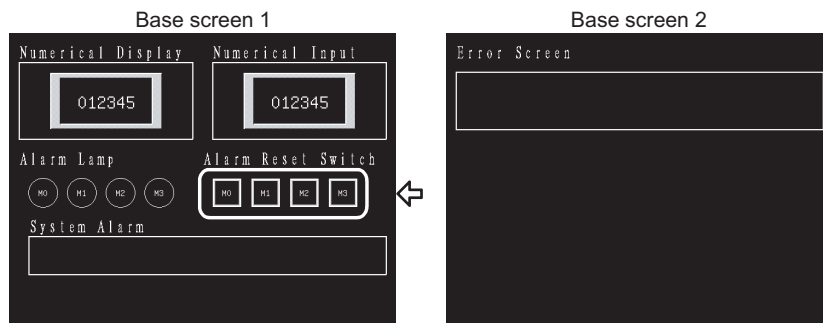 Base screen 1
Base screen 2
Numerical Display
Numerical Input
012345
012345
Alarm Lamp
Alarm Reset Switch
M0 M1 M2 M3
M0 M1 M2 M3
System Alarm
Error Screen